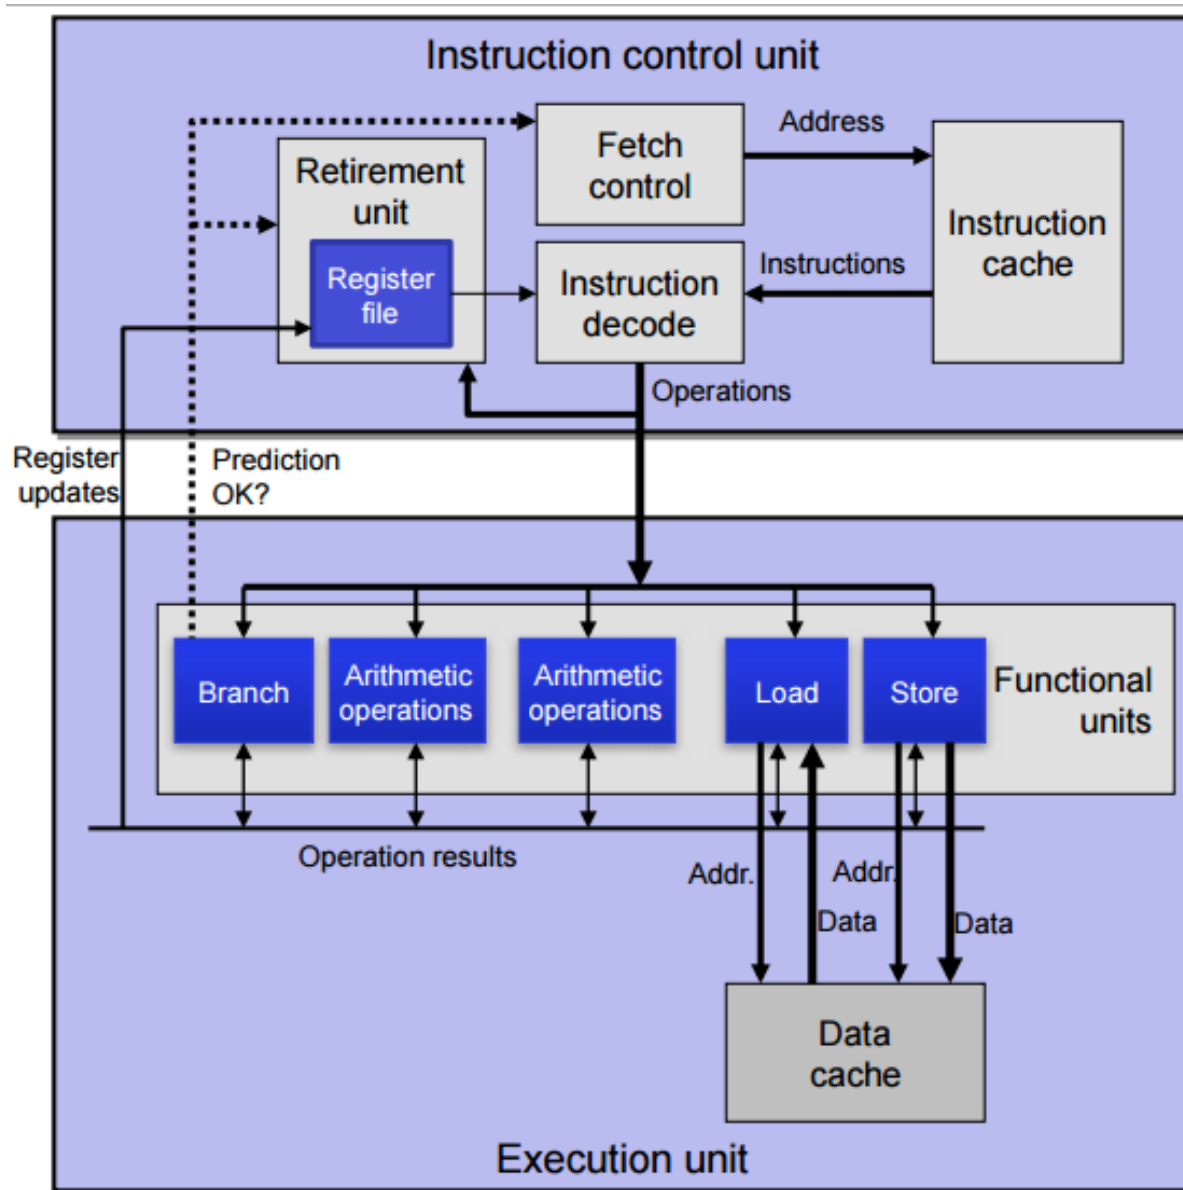 Instruction control unit
Fetch
control
Address
Retirement
unit
Instruction
cache
Register
file
Instruction
decode
Instructions
Operations
Register
updates
Prediction
OK?
Branch
Arithmetic
operations
Arithmetic
operations
Load
Store
Functional
units
Operation results
Addr.
Addr.
Data
Data
Data
cache
Execution unit